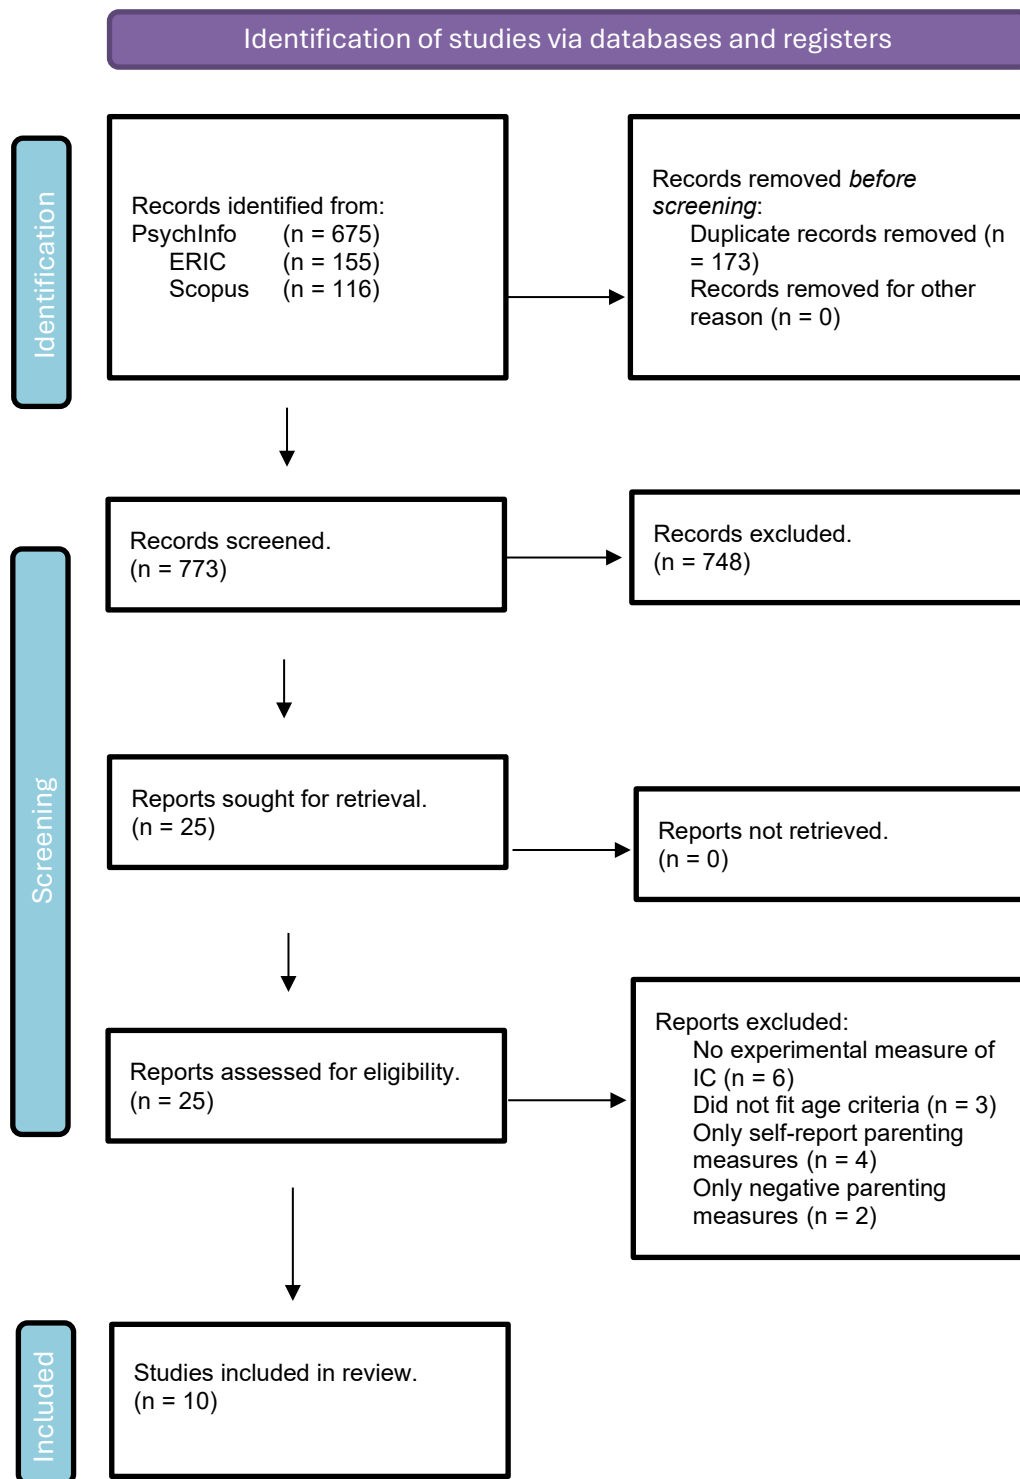 Identification of studies via databases and registers
Identification
Records identified from:
PsychInfo (n = 675)
ERIC (n = 155)
Scopus (n = 116)
Records removed before
screening:
Duplicate records removed (n
= 173)
Records removed for other
reason (n = 0)
Screening
Records screened.
(n = 773)
Records excluded.
(n = 748)
Reports sought for retrieval.
(n = 25)
Reports not retrieved.
(n = 0)
Reports assessed for eligibility.
(n = 25)
Reports excluded:
No experimental measure of
IC (n = 6)
Did not fit age criteria (n = 3)
Only self-report parenting
measures (n = 4)
Only negative parenting
measures (n = 2)
Included
Studies included in review.
(n = 10)